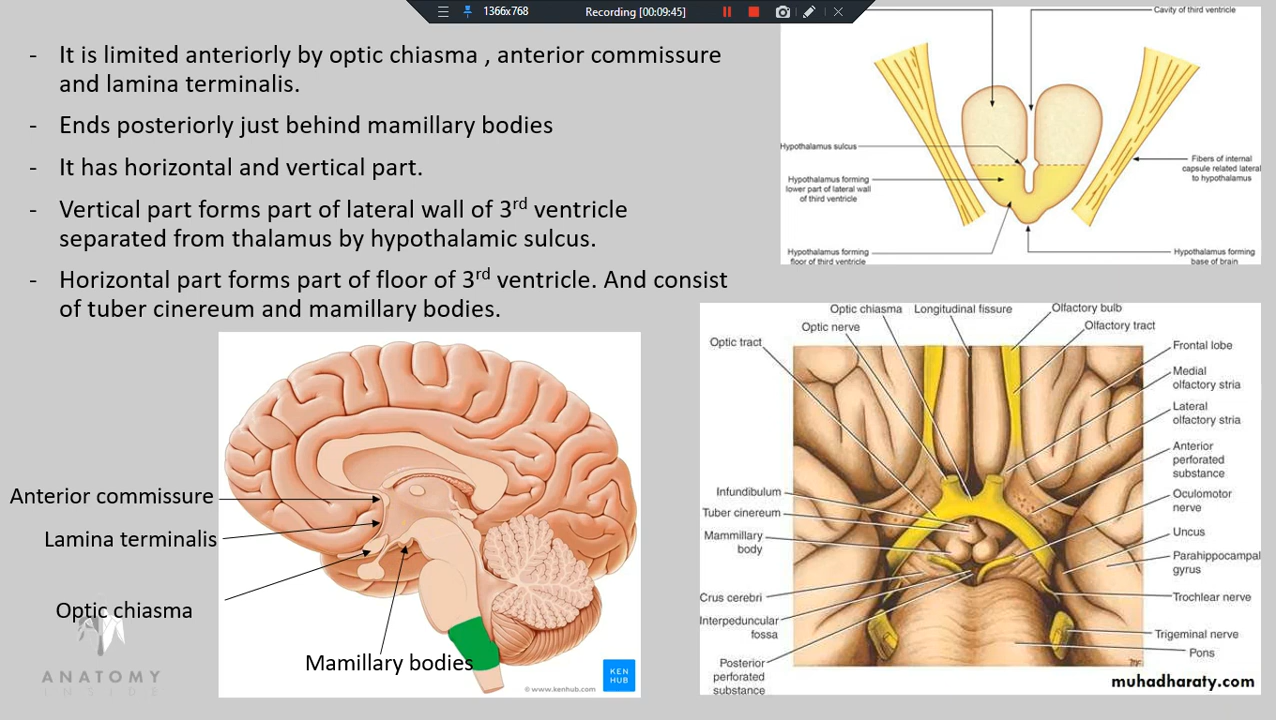 1366x768
Recording [00:09:45]
- It is limited anteriorly by optic chiasma , anterior commissure
and lamina terminalis.
- Ends posteriorly just behind mamillary bodies
- It has horizontal and vertical part.
- Vertical part forms part of lateral wall of 3rd ventricle
separated from thalamus by hypothalamic sulcus.
- Horizontal part forms part of floor of 3rd ventricle. And consist
of tuber cinereum and mamillary bodies.
Cavity of third ventricle
Hypothalamus sulcus
Hypothalamus forming
lower part of lateral wall
of third ventricle
Hypothalamus forming
floor of third ventricle
Fibers of internal
capsule related lateral
to hypothalamus
Hypothalamus forming
base of brain
Anterior commissure
Lamina terminalis
Optic chiasma
Mamillary bodies
KEN
HUB
© www.kenhub.com
ANATOMY
INSIDE
Optic chiasma
Longitudinal fissure
Olfactory bulb
Optic nerve
Olfactory tract
Optic tract
Frontal lobe
Medial
olfactory stria
Lateral
olfactory stria
Anterior
perforated
substance
Infundibulum
Tuber cinereum
Mammillary
body
Oculomotor
nerve
Uncus
Parahippocampal
gyrus
Crus cerebri
Interpeduncular
fossa
Posterior
perforated
substance
Trochlear nerve
Trigeminal nerve
Pons
muhadharaty.com